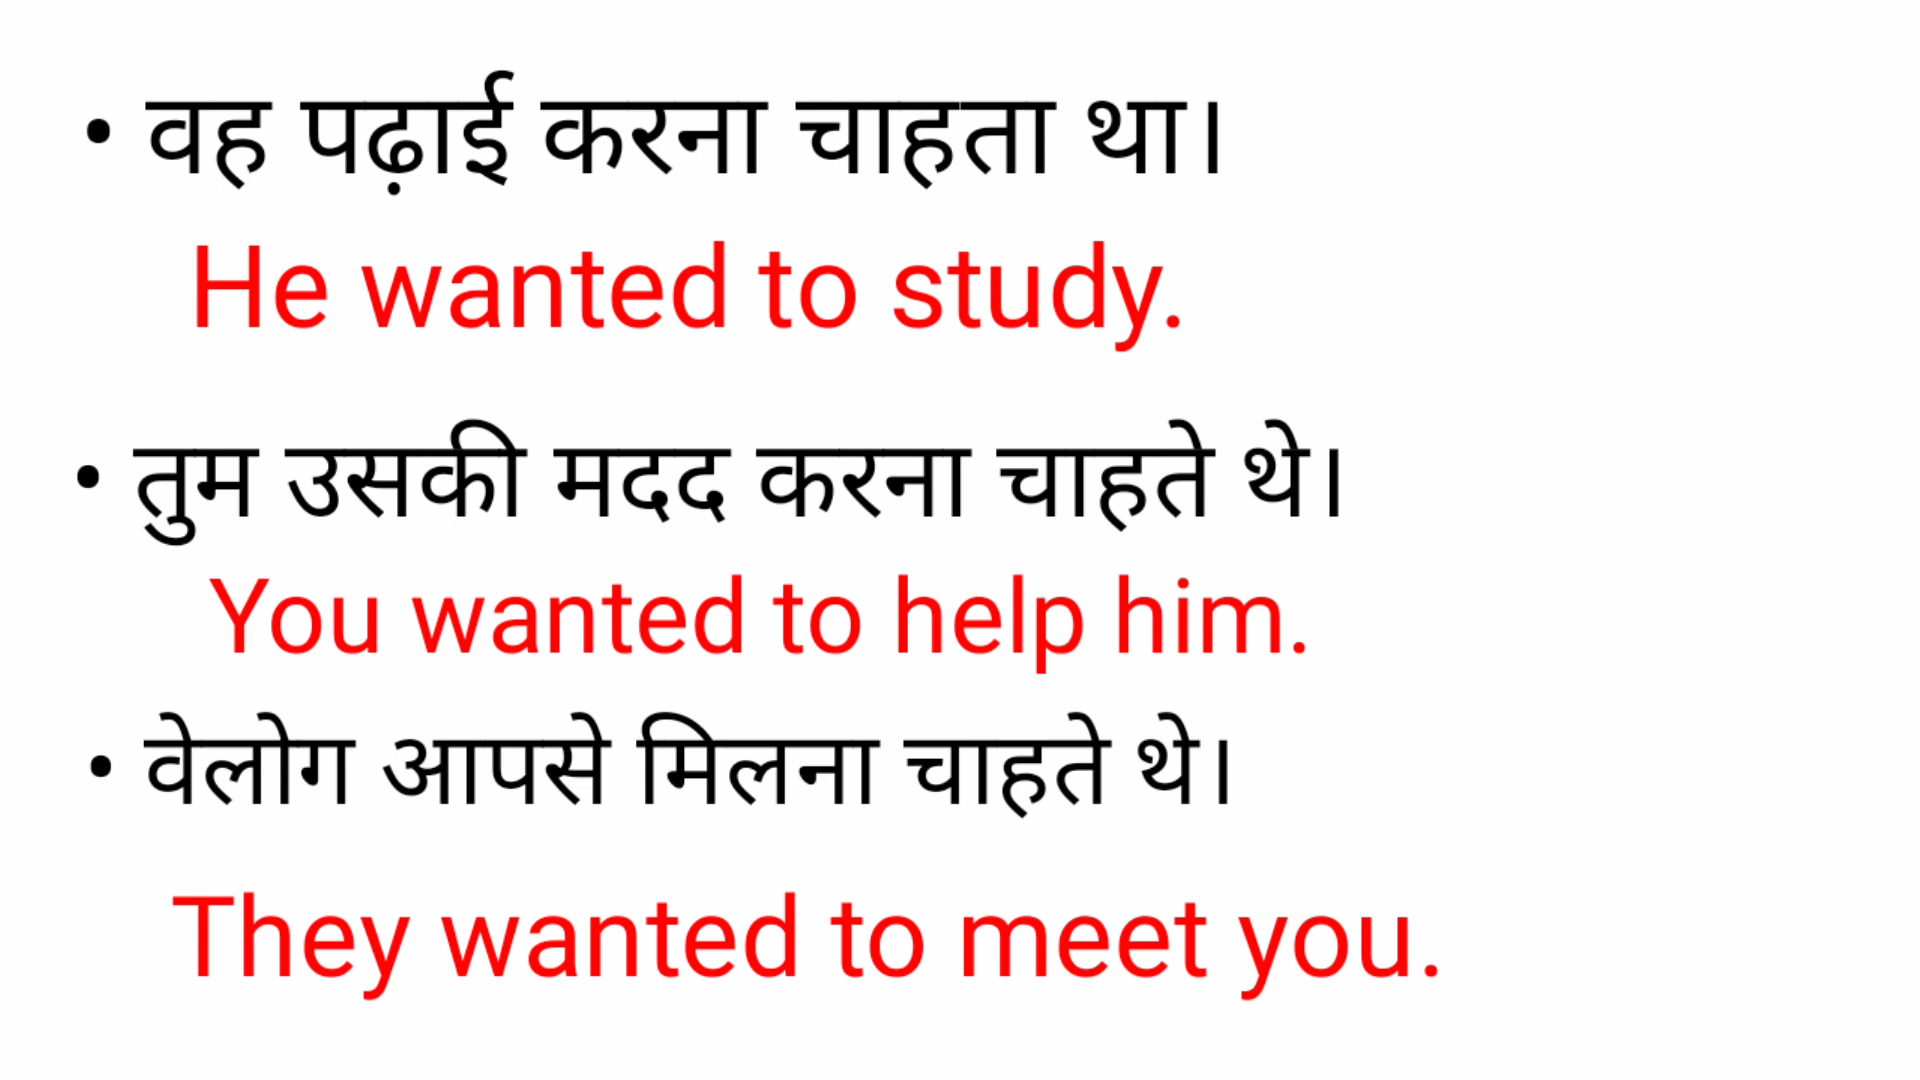 • वह पढ़ाई करना चाहता था।
He wanted to study.
• तुम उसकी मदद करना चाहते थे।
You wanted to help him.
• वेलोग आपसे मिलना चाहते थे।
They wanted to meet you.